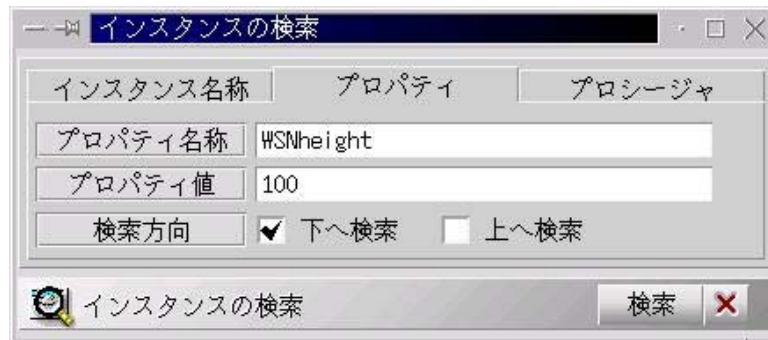 インスタンスの検索
インスタンス名称 プロパティ プロシージャ
プロパティ名称 WSNheight
プロパティ値 100
検索方向 下へ検索 上へ検索
インスタンスの検索 検索